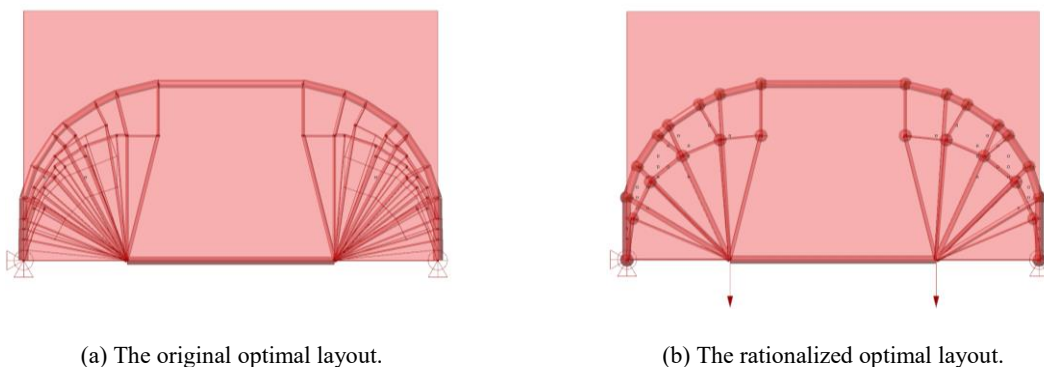 (a) The original optimal layout.
(b) The rationalized optimal layout.